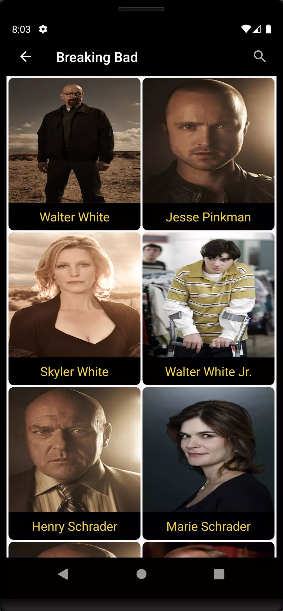 8:03
Breaking Bad
Walter White
Jesse Pinkman
Skyler White
Walter White Jr.
Henry Schrader
Marie Schrader